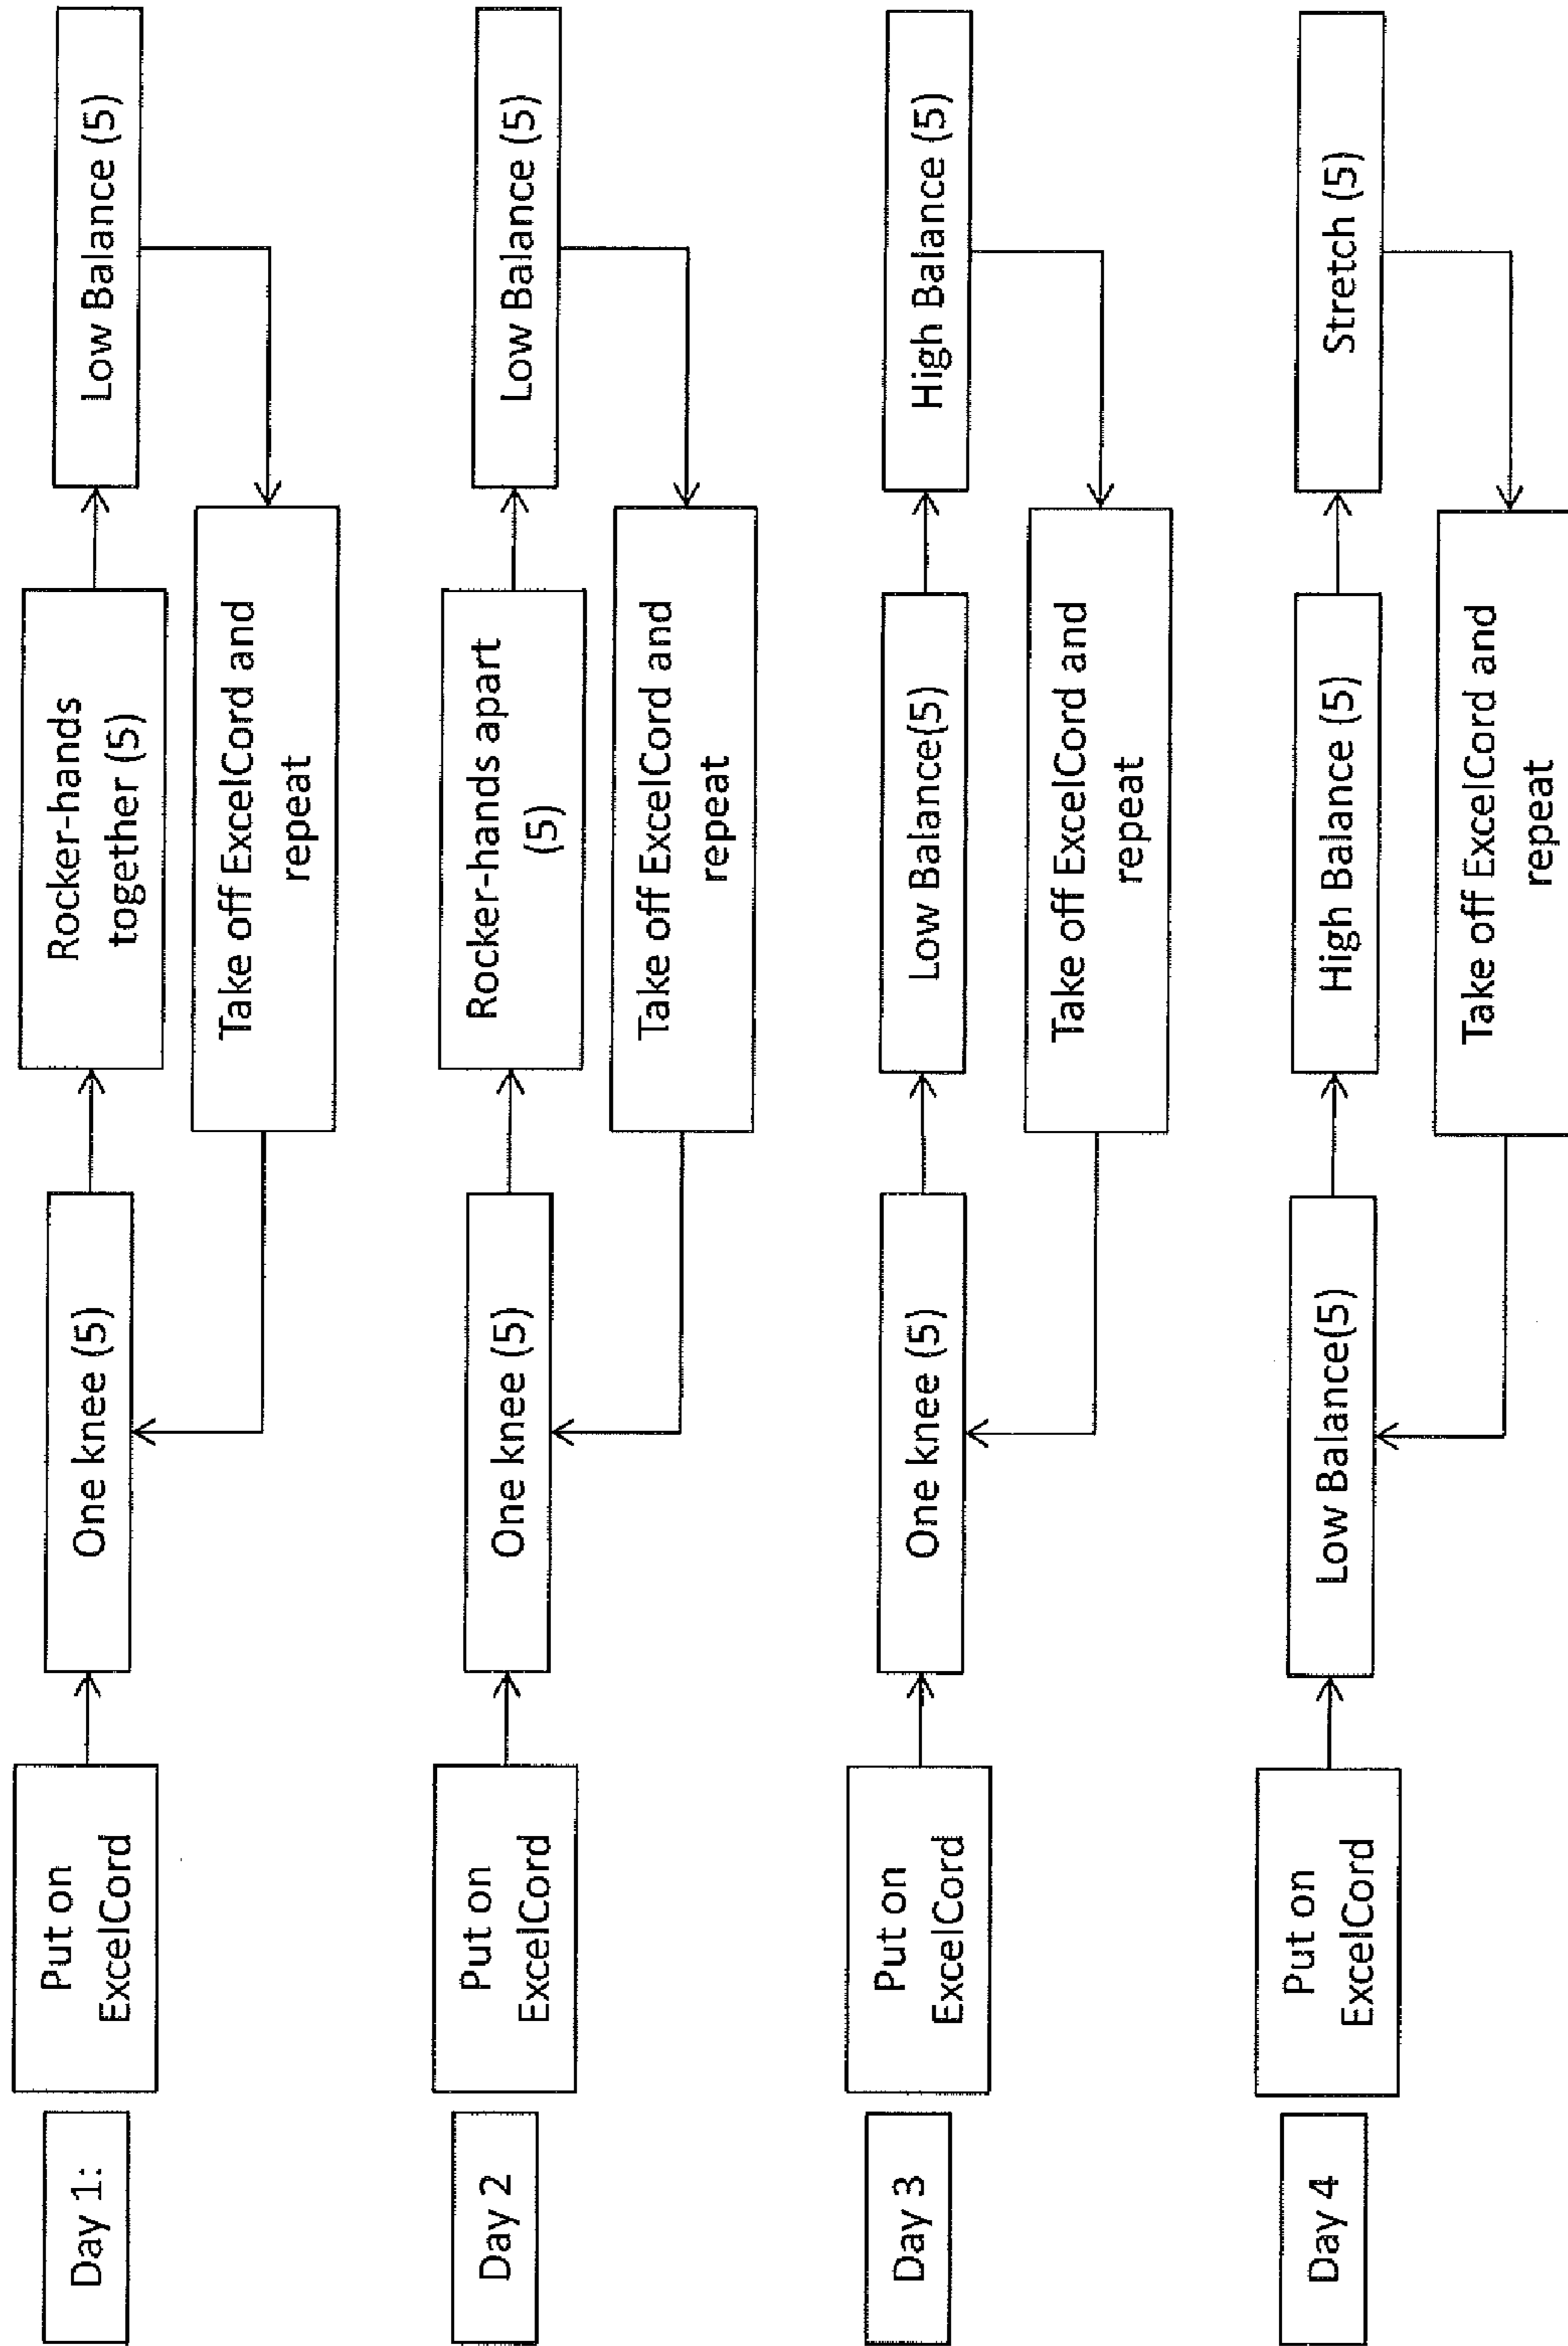 Day 1:
Put on
ExcelCord
One knee (5)
Rocker-hands
together (5)
Low Balance (5)
Take off ExcelCord and
repeat
Day 2
Put on
ExcelCord
One knee (5)
Rocker-hands apart
(5)
Low Balance (5)
Take off ExcelCord and
repeat
Day 3
Put on
ExcelCord
One knee (5)
Low Balance(5)
High Balance (5)
Take off ExcelCord and
repeat
Day 4
Put on
ExcelCord
Low Balance(5)
High Balance (5)
Stretch (5)
Take off ExcelCord and
repeat